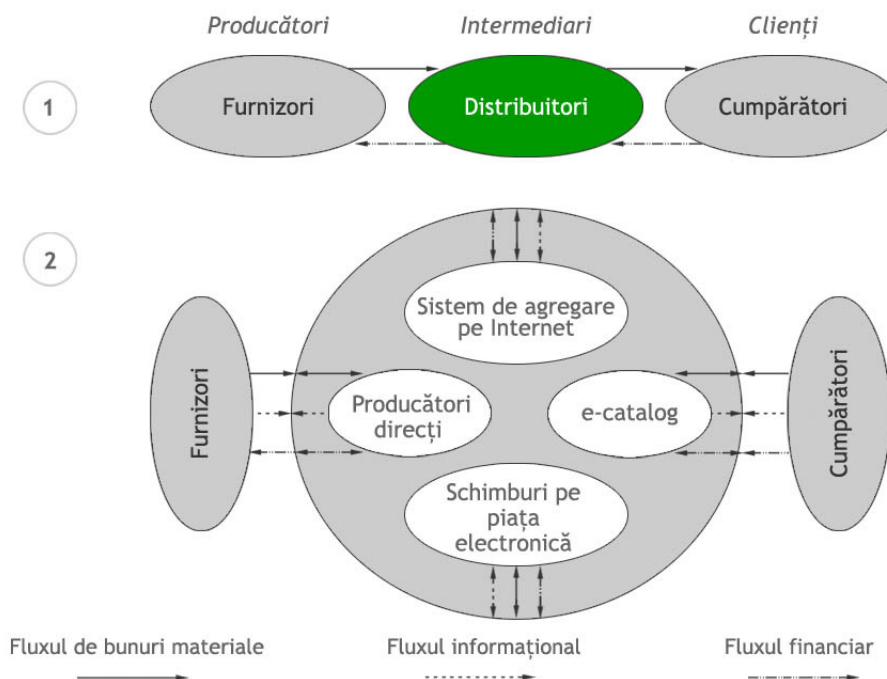 Producători
Intermediari
Clienți
1
Furnizori
Distribuitori
Cumpărători
2
Sistem de agregare
pe Internet
Furnizori
Producători
direcți
e-catalog
Cumpărători
Schimburi pe
piața
electronică
Fluxul de bunuri materiale
Fluxul informațional
Fluxul financiar